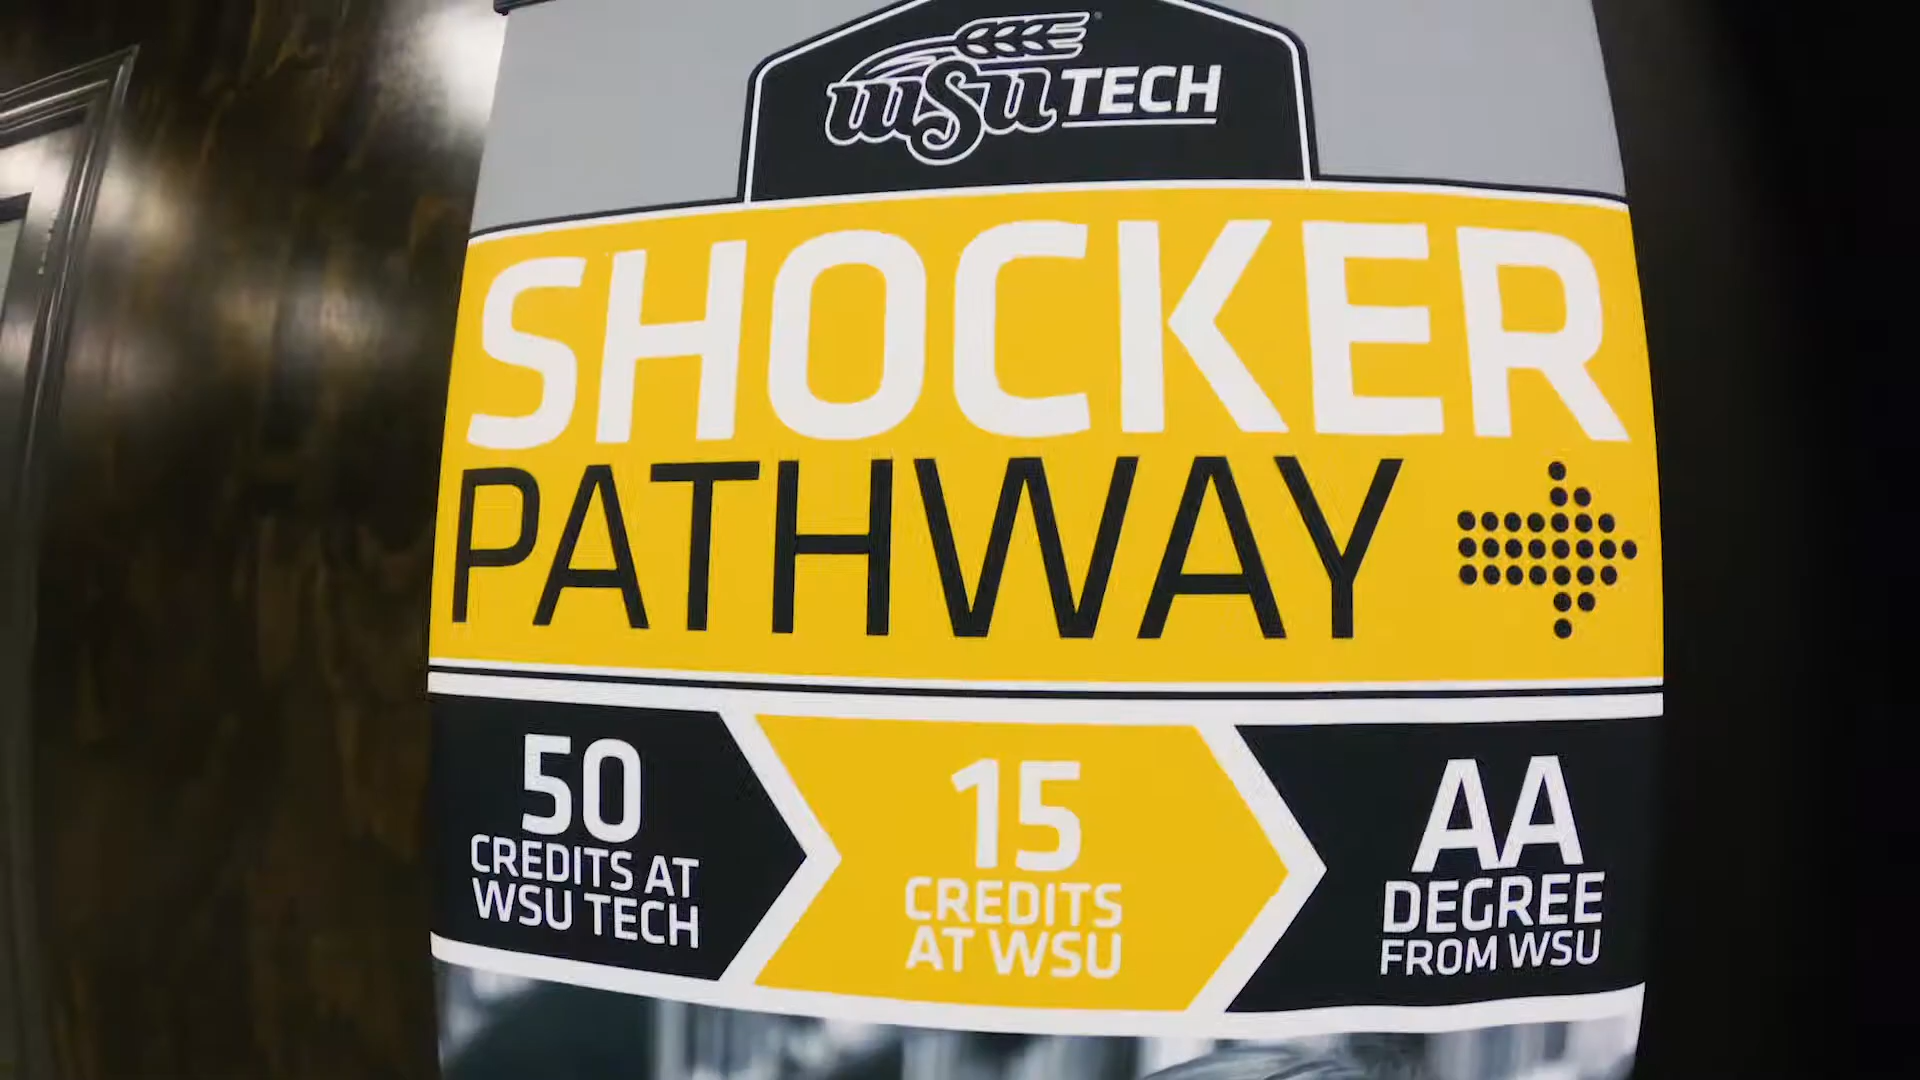 wsu TECH
SHOCKER
PATHWAY
50
CREDITS AT
WSU TECH
15
CREDITS
AT WSU
AA
DEGREE
FROM WSU